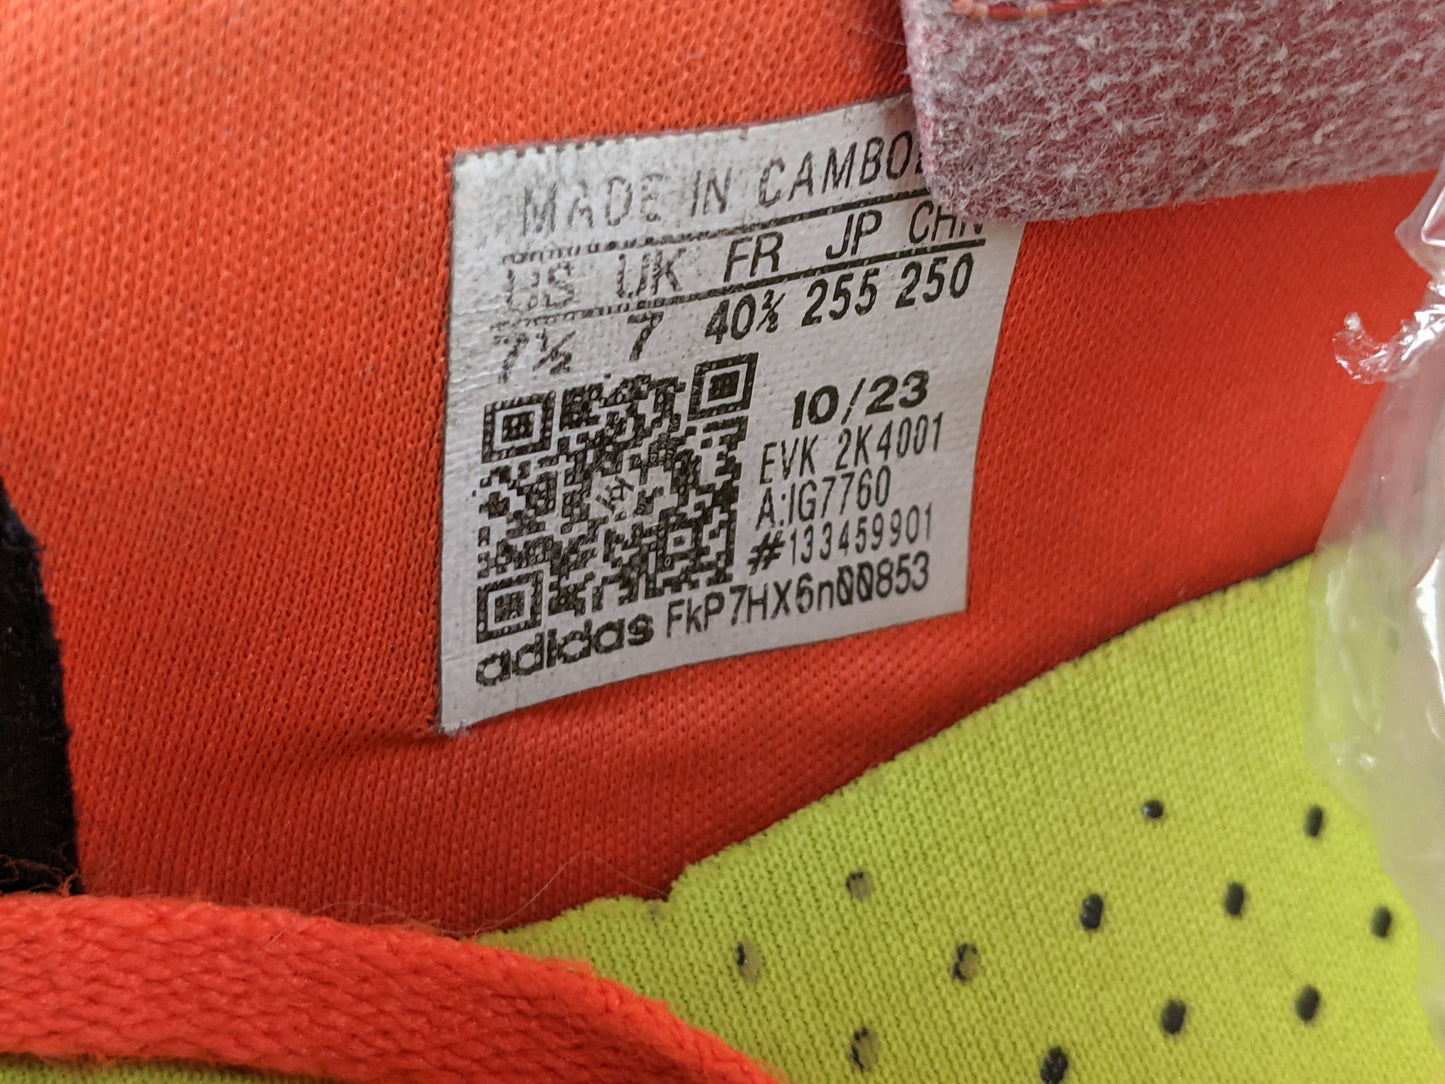 MADE IN CAMBO
US UK FR JP CHN
7½ 7 40⅔ 255 250
10/23
EVK 2K4001
A:IG7760
#133459901
adidas FkP7HX6n00853